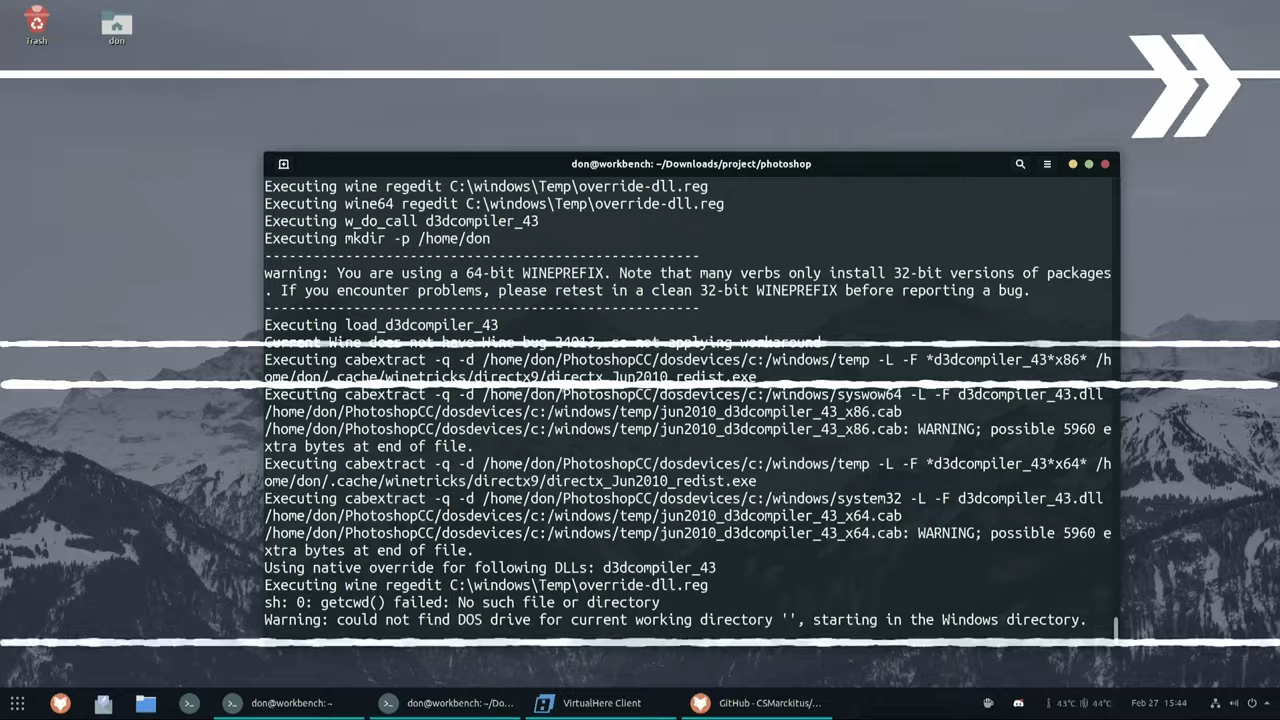 Trash
don
don@workbench: ~/Downloads/project/photoshop
Executing wine regedit C:\windows\Temp\override-dll.reg
Executing wine64 regedit C:\windows\Temp\override-dll.reg
Executing w_do_call d3dcompiler_43
Executing mkdir -p /home/don
------------------------------------------------------
warning: You are using a 64-bit WINEPREFIX. Note that many verbs only install 32-bit versions of packages
. If you encounter problems, please retest in a clean 32-bit WINEPREFIX before reporting a bug.
------------------------------------------------------
Executing load_d3dcompiler_43
Current Wine does not have Wine bug 24013, so not applying workaround
Executing cabextract -q -d /home/don/PhotoshopCC/dosdevices/c:/windows/temp -L -F *d3dcompiler_43*x86* /h
ome/don/.cache/winetricks/directx9/directx_Jun2010_redist.exe
Executing cabextract -q -d /home/don/PhotoshopCC/dosdevices/c:/windows/syswow64 -L -F d3dcompiler_43.dll
/home/don/PhotoshopCC/dosdevices/c:/windows/temp/jun2010_d3dcompiler_43_x86.cab
/home/don/PhotoshopCC/dosdevices/c:/windows/temp/jun2010_d3dcompiler_43_x86.cab: WARNING; possible 5960 e
xtra bytes at end of file.
Executing cabextract -q -d /home/don/PhotoshopCC/dosdevices/c:/windows/temp -L -F *d3dcompiler_43*x64* /h
ome/don/.cache/winetricks/directx9/directx_Jun2010_redist.exe
Executing cabextract -q -d /home/don/PhotoshopCC/dosdevices/c:/windows/system32 -L -F d3dcompiler_43.dll
/home/don/PhotoshopCC/dosdevices/c:/windows/temp/jun2010_d3dcompiler_43_x64.cab
/home/don/PhotoshopCC/dosdevices/c:/windows/temp/jun2010_d3dcompiler_43_x64.cab: WARNING; possible 5960 e
xtra bytes at end of file.
Using native override for following DLLs: d3dcompiler_43
Executing wine regedit C:\windows\Temp\override-dll.reg
sh: 0: getcwd() failed: No such file or directory
Warning: could not find DOS drive for current working directory '', starting in the Windows directory.
don@workbench: ~ don@workbench: ~/Do... VirtualHere Client GitHub - CSMarckitus/... 43°C 44°C Feb 27 15:44